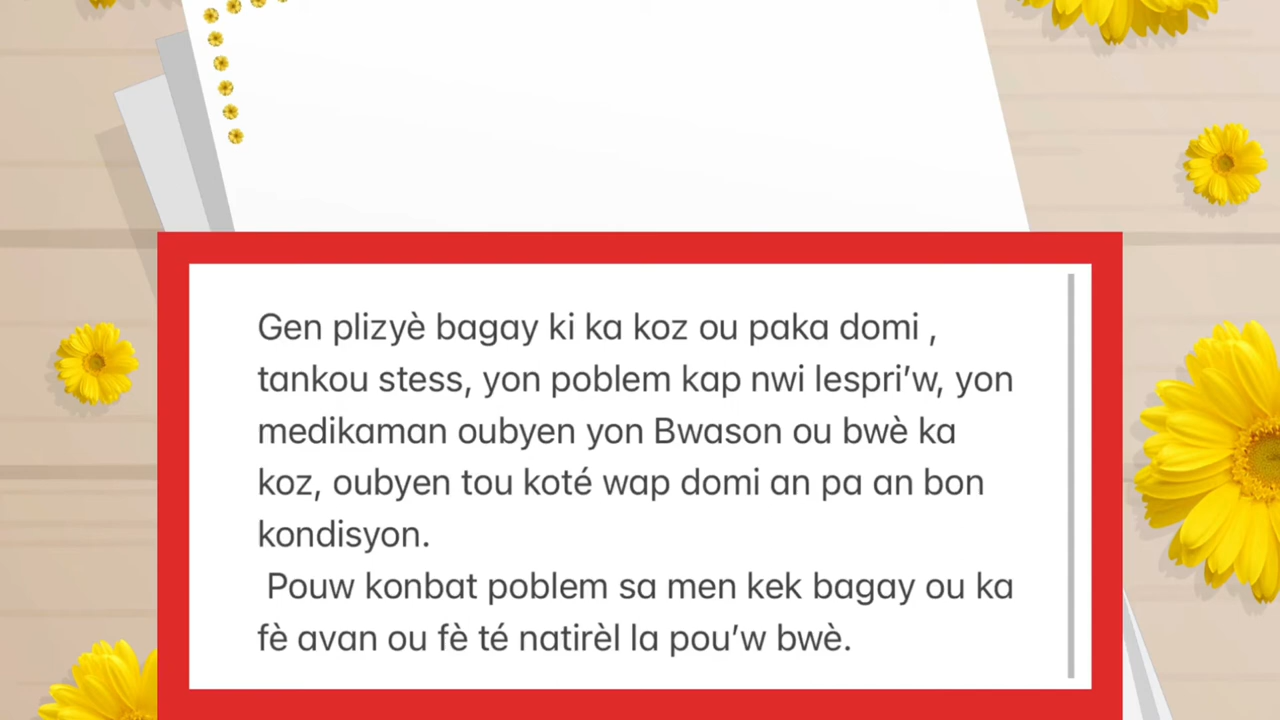 Gen plizyè bagay ki ka koz ou paka domi ,
tankou stess, yon poblem kap nwi lespri’w, yon
medikaman oubyen yon Bwason ou bwè ka
koz, oubyen tou koté wap domi an pa an bon
kondisyon.
Pouw konbat poblem sa men kek bagay ou ka
fè avan ou fè té natirèl la pou’w bwè.